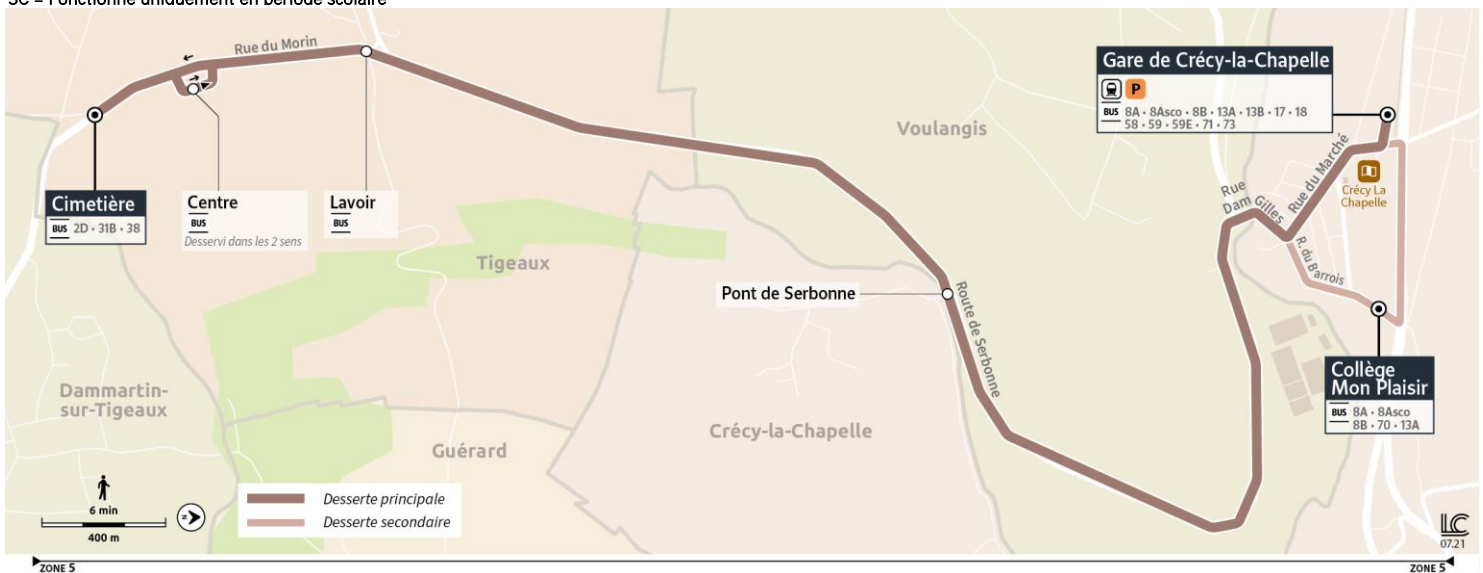 SC = Fonctionne uniquement en période scolaire
Rue du Morin
Gare de Crécy-la-Chapelle
P
BUS 8A • 8Asco • 8B • 13A • 13B • 17 • 18
58 • 59 • 59E • 71 • 73
Voulangis
Rue du Marché
Crécy La
Chapelle
Rue
Dam Gilles
R. du Barrois
Cimetière
BUS 2D • 31B • 38
Centre
BUS
Desservi dans les 2 sens
Lavoir
BUS
Tigeaux
Pont de Serbonne
Route de Serbonne
Collège
Mon Plaisir
BUS 8A • 8Asco
8B • 70 • 13A
Dammartin-
sur-Tigeaux
Guérard
Crécy-la-Chapelle
6 min
400 m
Z
Desserte principale
Desserte secondaire
LC
07.21
ZONE 5
ZONE 5